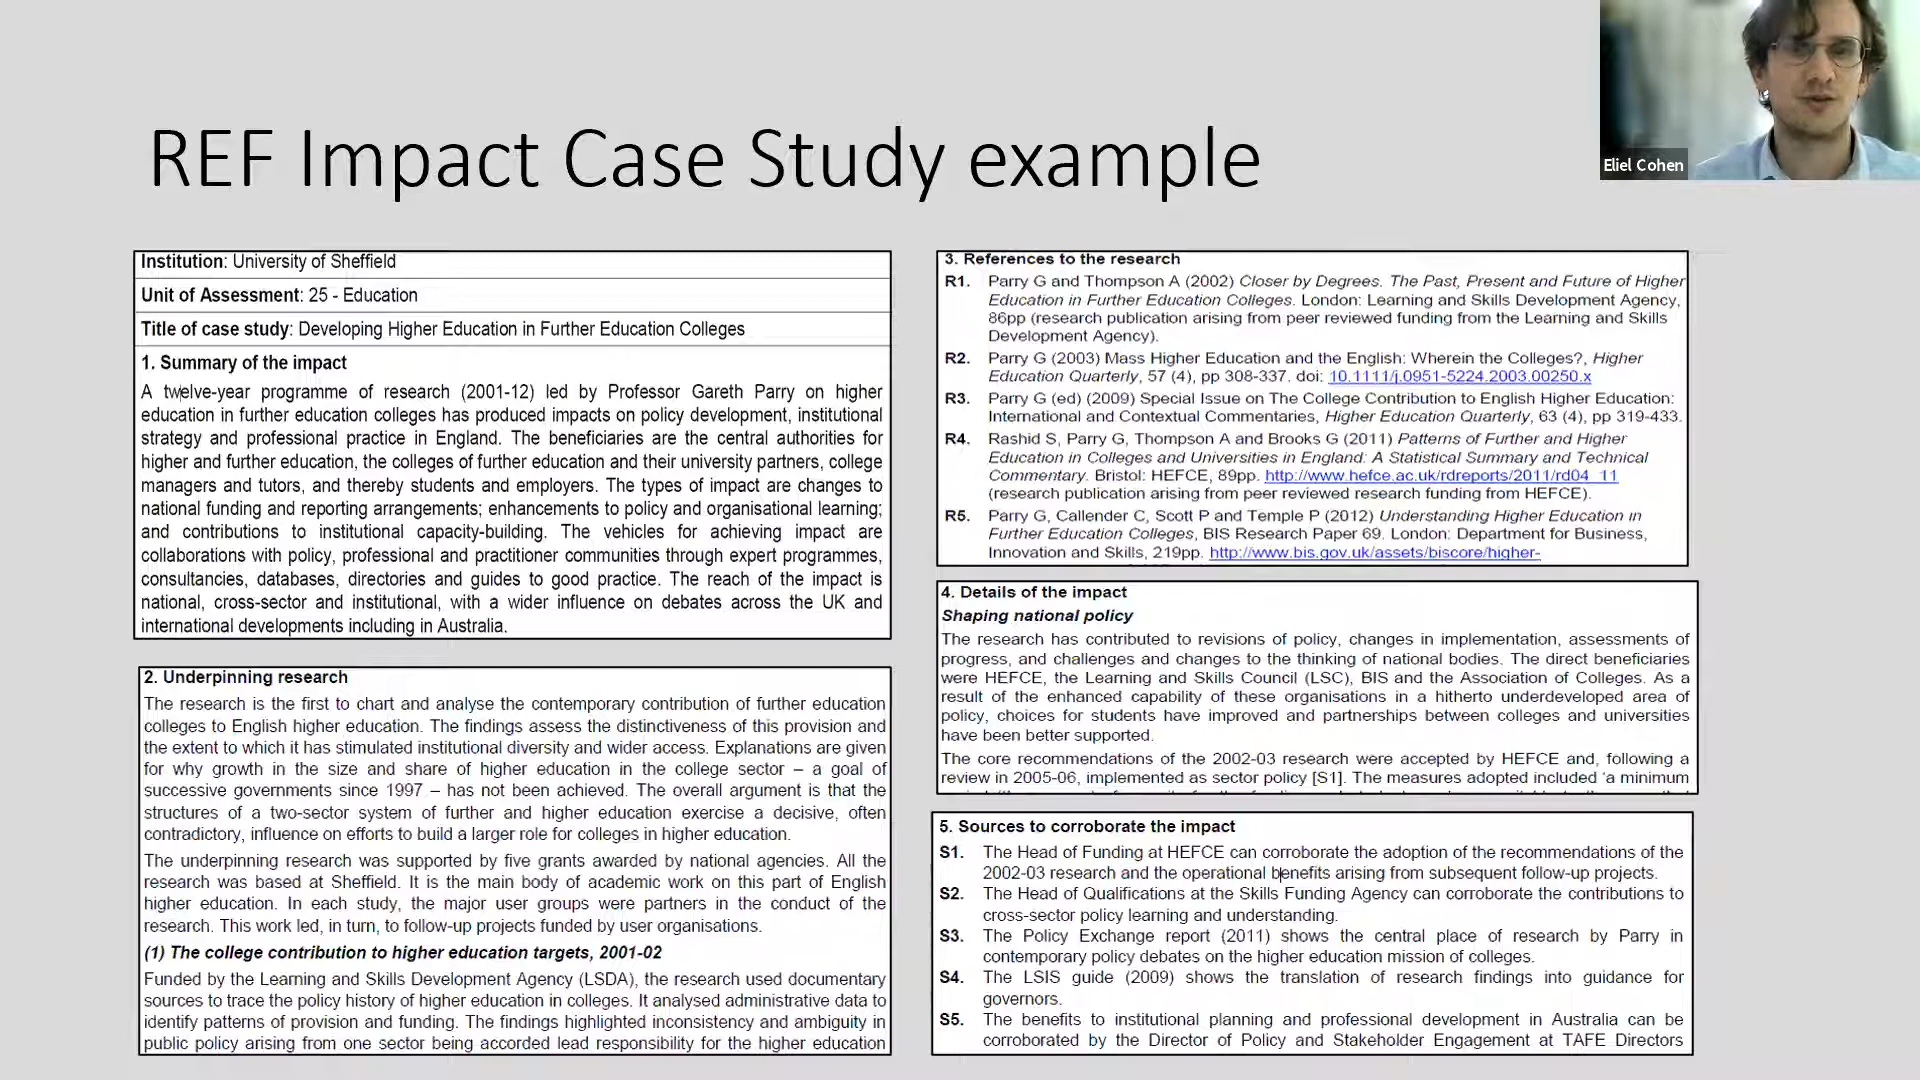 REF Impact Case Study example
Eliel Cohen
Institution: University of Sheffield
Unit of Assessment: 25 - Education
Title of case study: Developing Higher Education in Further Education Colleges
1. Summary of the impact
A twelve-year programme of research (2001-12) led by Professor Gareth Parry on higher
education in further education colleges has produced impacts on policy development, institutional
strategy and professional practice in England. The beneficiaries are the central authorities for
higher and further education, the colleges of further education and their university partners, college
managers and tutors, and thereby students and employers. The types of impact are changes to
national funding and reporting arrangements; enhancements to policy and organisational learning;
and contributions to institutional capacity-building. The vehicles for achieving impact are
collaborations with policy, professional and practitioner communities through expert programmes,
consultancies, databases, directories and guides to good practice. The reach of the impact is
national, cross-sector and institutional, with a wider influence on debates across the UK and
international developments including in Australia.
2. Underpinning research
The research is the first to chart and analyse the contemporary contribution of further education
colleges to English higher education. The findings assess the distinctiveness of this provision and
the extent to which it has stimulated institutional diversity and wider access. Explanations are given
for why growth in the size and share of higher education in the college sector – a goal of
successive governments since 1997 – has not been achieved. The overall argument is that the
structures of a two-sector system of further and higher education exercise a decisive, often
contradictory, influence on efforts to build a larger role for colleges in higher education.
The underpinning research was supported by five grants awarded by national agencies. All the
research was based at Sheffield. It is the main body of academic work on this part of English
higher education. In each study, the major user groups were partners in the conduct of the
research. This work led, in turn, to follow-up projects funded by user organisations.
(1) The college contribution to higher education targets, 2001-02
Funded by the Learning and Skills Development Agency (LSDA), the research used documentary
sources to trace the policy history of higher education in colleges. It analysed administrative data to
identify patterns of provision and funding. The findings highlighted inconsistency and ambiguity in
public policy arising from one sector being accorded lead responsibility for the higher education
3. References to the research
R1. Parry G and Thompson A (2002) Closer by Degrees. The Past, Present and Future of Higher
Education in Further Education Colleges. London: Learning and Skills Development Agency,
86pp (research publication arising from peer reviewed funding from the Learning and Skills
Development Agency).
R2. Parry G (2003) Mass Higher Education and the English: Wherein the Colleges?, Higher
Education Quarterly, 57 (4), pp 308-337. doi: 10.1111/j.0951-5224.2003.00250.x
R3. Parry G (ed) (2009) Special Issue on The College Contribution to English Higher Education:
International and Contextual Commentaries, Higher Education Quarterly, 63 (4), pp 319-433.
R4. Rashid S, Parry G, Thompson A and Brooks G (2011) Patterns of Further and Higher
Education in Colleges and Universities in England: A Statistical Summary and Technical
Commentary. Bristol: HEFCE, 89pp. http://www.hefce.ac.uk/rdreports/2011/rd04_11
(research publication arising from peer reviewed research funding from HEFCE).
R5. Parry G, Callender C, Scott P and Temple P (2012) Understanding Higher Education in
Further Education Colleges, BIS Research Paper 69. London: Department for Business,
Innovation and Skills, 219pp. http://www.bis.gov.uk/assets/biscore/higher-
4. Details of the impact
Shaping national policy
The research has contributed to revisions of policy, changes in implementation, assessments of
progress, and challenges and changes to the thinking of national bodies. The direct beneficiaries
were HEFCE, the Learning and Skills Council (LSC), BIS and the Association of Colleges. As a
result of the enhanced capability of these organisations in a hitherto underdeveloped area of
policy, choices for students have improved and partnerships between colleges and universities
have been better supported.
The core recommendations of the 2002-03 research were accepted by HEFCE and, following a
review in 2005-06, implemented as sector policy [S1]. The measures adopted included 'a minimum
5. Sources to corroborate the impact
S1. The Head of Funding at HEFCE can corroborate the adoption of the recommendations of the
2002-03 research and the operational benefits arising from subsequent follow-up projects.
S2. The Head of Qualifications at the Skills Funding Agency can corroborate the contributions to
cross-sector policy learning and understanding.
S3. The Policy Exchange report (2011) shows the central place of research by Parry in
contemporary policy debates on the higher education mission of colleges.
S4. The LSIS guide (2009) shows the translation of research findings into guidance for
governors.
S5. The benefits to institutional planning and professional development in Australia can be
corroborated by the Director of Policy and Stakeholder Engagement at TAFE Directors